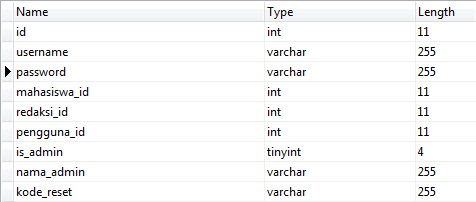 Name Type Length
id int 11
username varchar 255
password varchar 255
mahasiswa_id int 11
redaksi_id int 11
pengguna_id int 11
is_admin tinyint 4
nama_admin varchar 255
kode_reset varchar 255